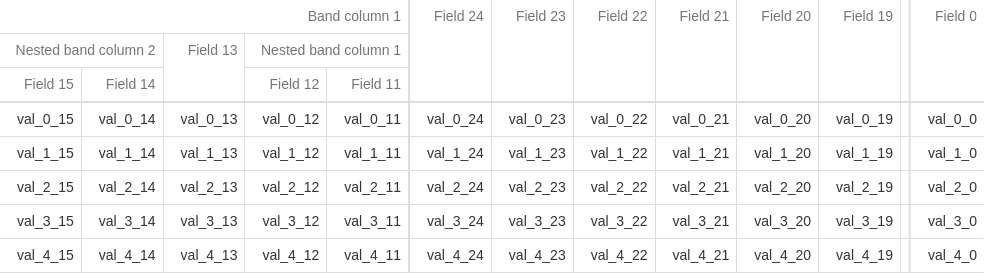 Band column 1 Field 24 Field 23 Field 22 Field 21 Field 20 Field 19 Field 0
Nested band column 2 Field 13 Nested band column 1
Field 15 Field 14 Field 12 Field 11
val_0_15 val_0_14 val_0_13 val_0_12 val_0_11 val_0_24 val_0_23 val_0_22 val_0_21 val_0_20 val_0_19 val_0_0
val_1_15 val_1_14 val_1_13 val_1_12 val_1_11 val_1_24 val_1_23 val_1_22 val_1_21 val_1_20 val_1_19 val_1_0
val_2_15 val_2_14 val_2_13 val_2_12 val_2_11 val_2_24 val_2_23 val_2_22 val_2_21 val_2_20 val_2_19 val_2_0
val_3_15 val_3_14 val_3_13 val_3_12 val_3_11 val_3_24 val_3_23 val_3_22 val_3_21 val_3_20 val_3_19 val_3_0
val_4_15 val_4_14 val_4_13 val_4_12 val_4_11 val_4_24 val_4_23 val_4_22 val_4_21 val_4_20 val_4_19 val_4_0